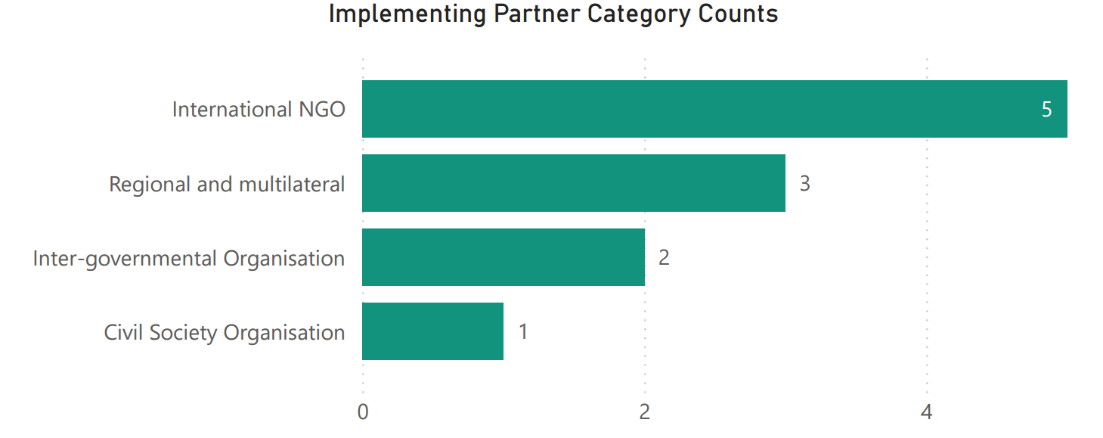 Implementing Partner Category Counts
International NGO
5
Regional and multilateral
3
Inter-governmental Organisation
2
Civil Society Organisation
1
0 2 4